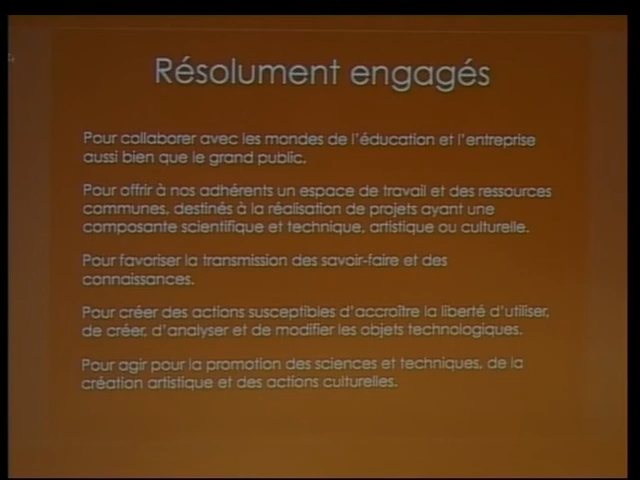 Résolument engagés
Pour collaborer avec les mondes de l'éducation et l'entreprise
aussi bien que le grand public.
Pour offrir à nos adhérents un espace de travail et des ressources
communes, destinés à la réalisation de projets ayant une
composante scientifique et technique, artistique ou culturelle.
Pour favoriser la transmission des savoir-faire et des
connaissances.
Pour créer des actions susceptibles d'accroître la liberté d'utiliser,
de créer, d'analyser et de modifier les objets technologiques.
Pour agir pour la promotion des sciences et techniques, de la
création artistique et des actions culturelles.